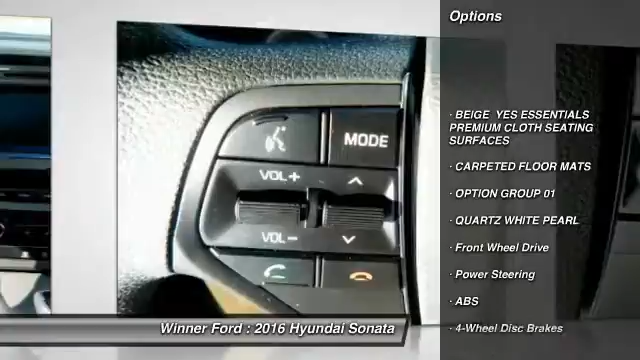 Options
· BEIGE YES ESSENTIALS
PREMIUM CLOTH SEATING
SURFACES
· CARPETED FLOOR MATS
· OPTION GROUP 01
· QUARTZ WHITE PEARL
· Front Wheel Drive
· Power Steering
· ABS
· 4-Wheel Disc Brakes
MODE
VOL +
VOL -
Winner Ford : 2016 Hyundai Sonata